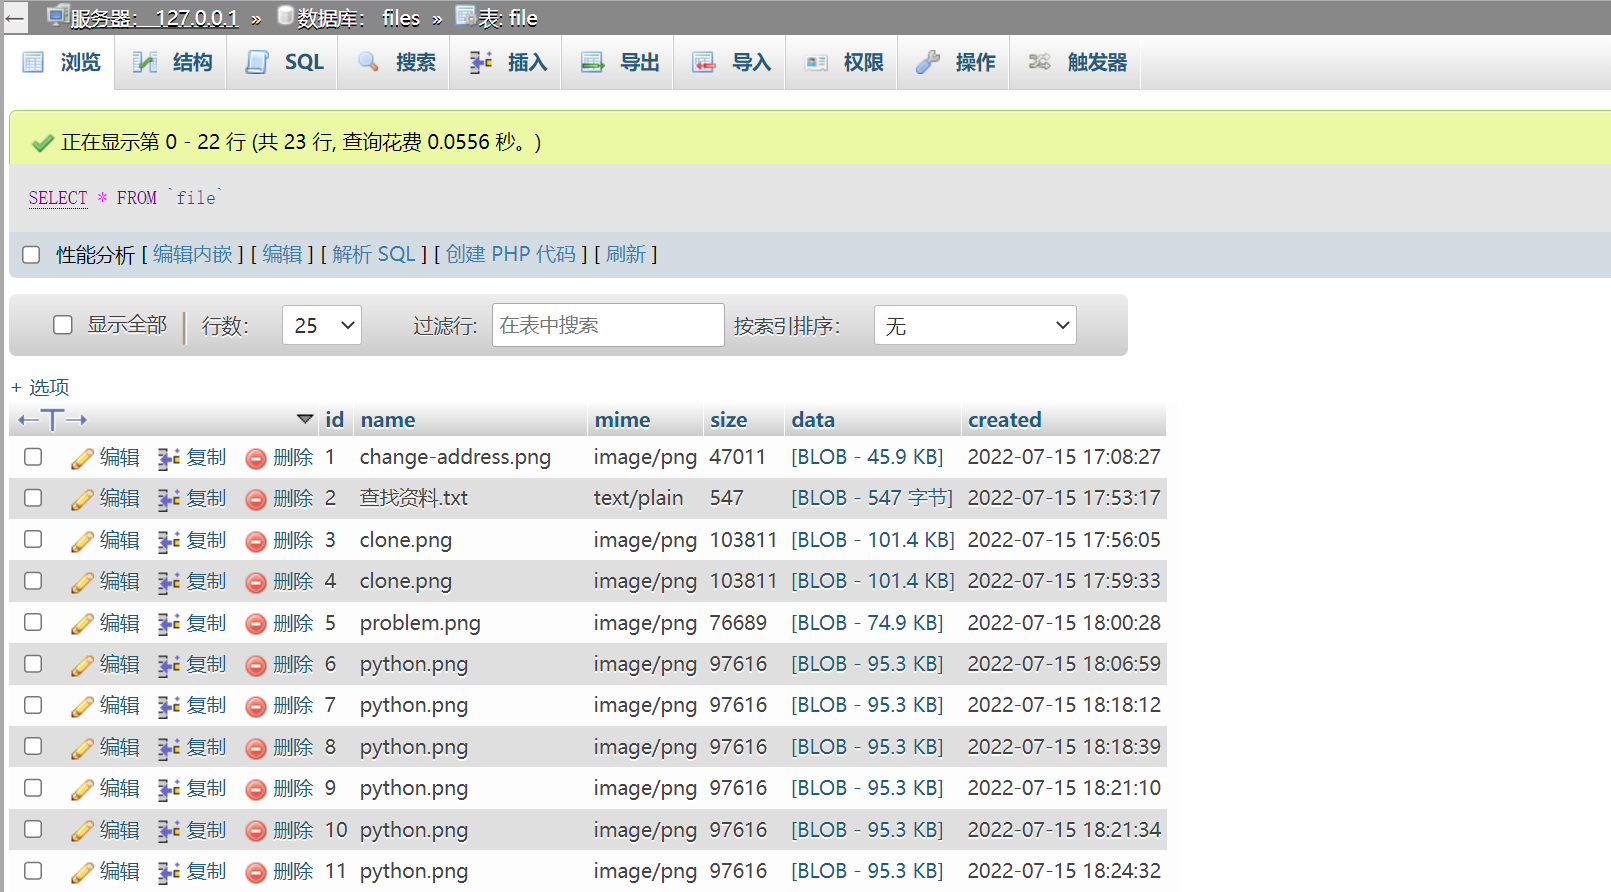 服务器： 127.0.0.1 » 数据库： files » 表: file
浏览 结构 SQL 搜索 插入 导出 导入 权限 操作 触发器
正在显示第 0 - 22 行 (共 23 行, 查询花费 0.0556 秒。)
SELECT * FROM `file`
性能分析 [ 编辑内嵌 ] [ 编辑 ] [ 解析 SQL ] [ 创建 PHP 代码 ] [ 刷新 ]
显示全部 行数： 25 过滤行: 在表中搜索 按索引排序： 无
+ 选项
←T→ id name mime size data created
编辑 复制 删除 1 change-address.png image/png 47011 [BLOB - 45.9 KB] 2022-07-15 17:08:27
编辑 复制 删除 2 查找资料.txt text/plain 547 [BLOB - 547 字节] 2022-07-15 17:53:17
编辑 复制 删除 3 clone.png image/png 103811 [BLOB - 101.4 KB] 2022-07-15 17:56:05
编辑 复制 删除 4 clone.png image/png 103811 [BLOB - 101.4 KB] 2022-07-15 17:59:33
编辑 复制 删除 5 problem.png image/png 76689 [BLOB - 74.9 KB] 2022-07-15 18:00:28
编辑 复制 删除 6 python.png image/png 97616 [BLOB - 95.3 KB] 2022-07-15 18:06:59
编辑 复制 删除 7 python.png image/png 97616 [BLOB - 95.3 KB] 2022-07-15 18:18:12
编辑 复制 删除 8 python.png image/png 97616 [BLOB - 95.3 KB] 2022-07-15 18:18:39
编辑 复制 删除 9 python.png image/png 97616 [BLOB - 95.3 KB] 2022-07-15 18:21:10
编辑 复制 删除 10 python.png image/png 97616 [BLOB - 95.3 KB] 2022-07-15 18:21:34
编辑 复制 删除 11 python.png image/png 97616 [BLOB - 95.3 KB] 2022-07-15 18:24:32